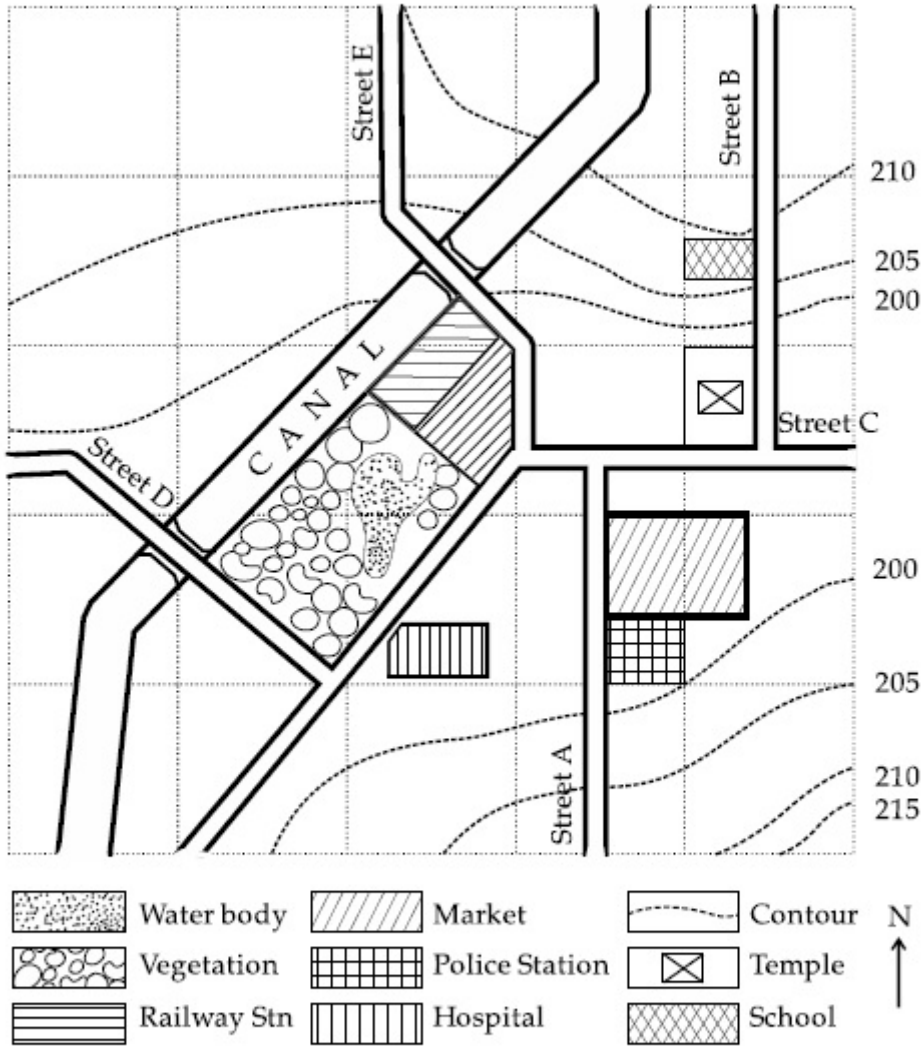 Street E
Street B
210
205
200
CANAL
Street C
Street D
200
205
210
215
Street A
Water body
Market
Contour
N
Vegetation
Police Station
Temple
Railway Stn
Hospital
School